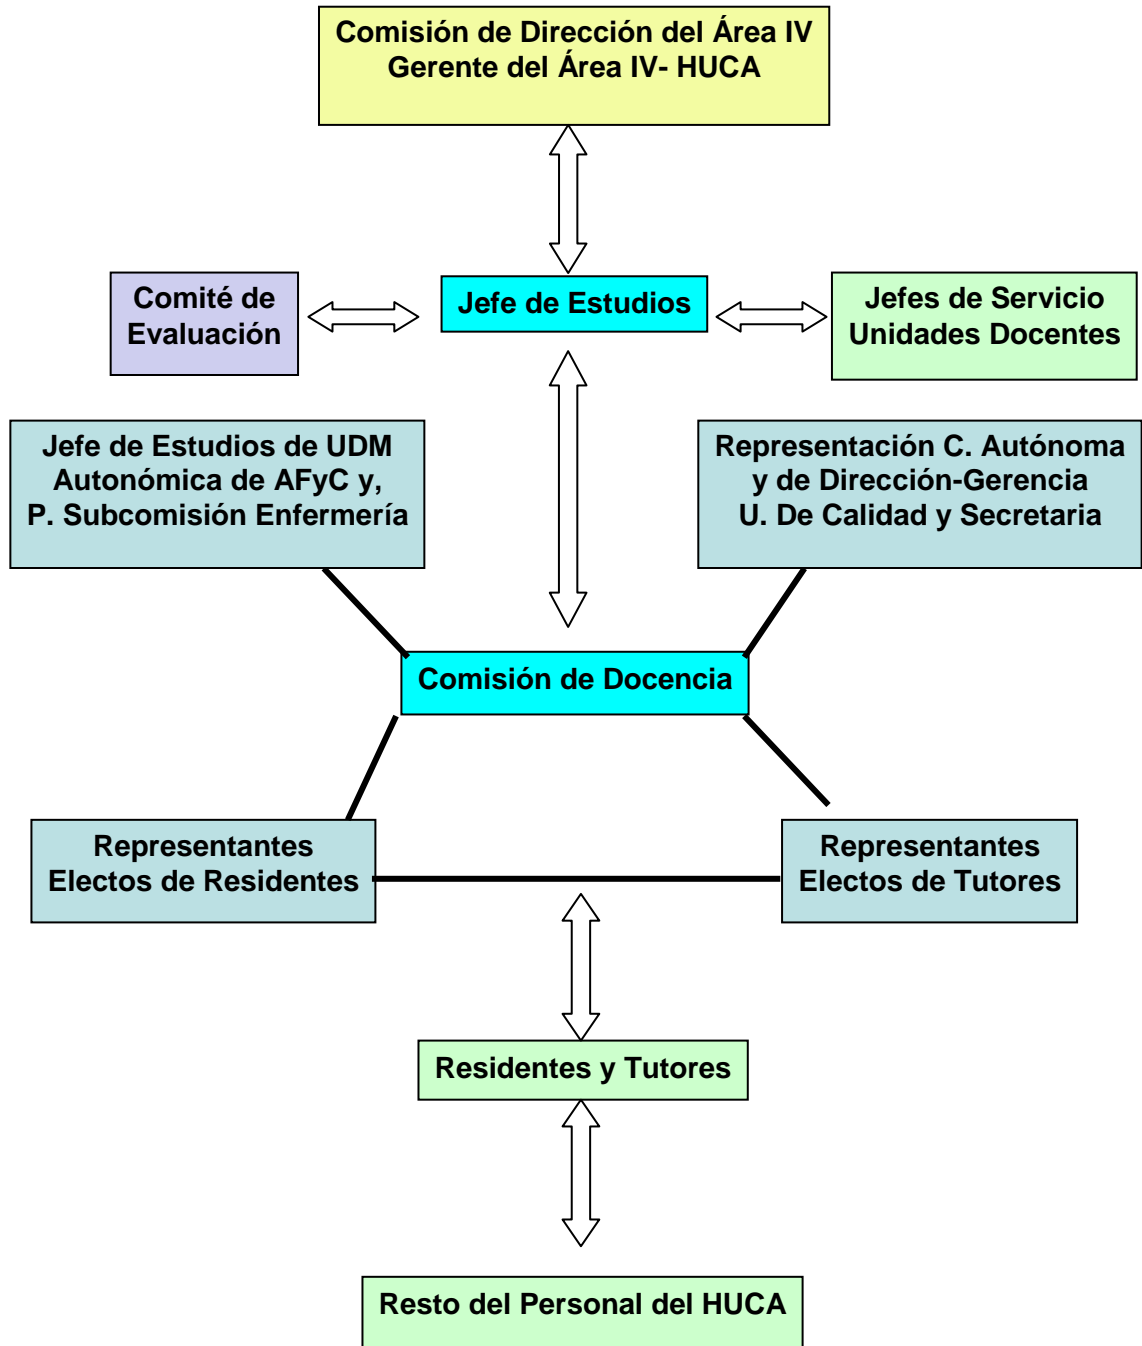 Comisión de Dirección del Área IV
Gerente del Área IV- HUCA
Comité de
Evaluación
Jefe de Estudios
Jefes de Servicio
Unidades Docentes
Jefe de Estudios de UDM
Autonómica de AFyC y,
P. Subcomisión Enfermería
Representación C. Autónoma
y de Dirección-Gerencia
U. De Calidad y Secretaria
Comisión de Docencia
Representantes
Electos de Residentes
Representantes
Electos de Tutores
Residentes y Tutores
Resto del Personal del HUCA